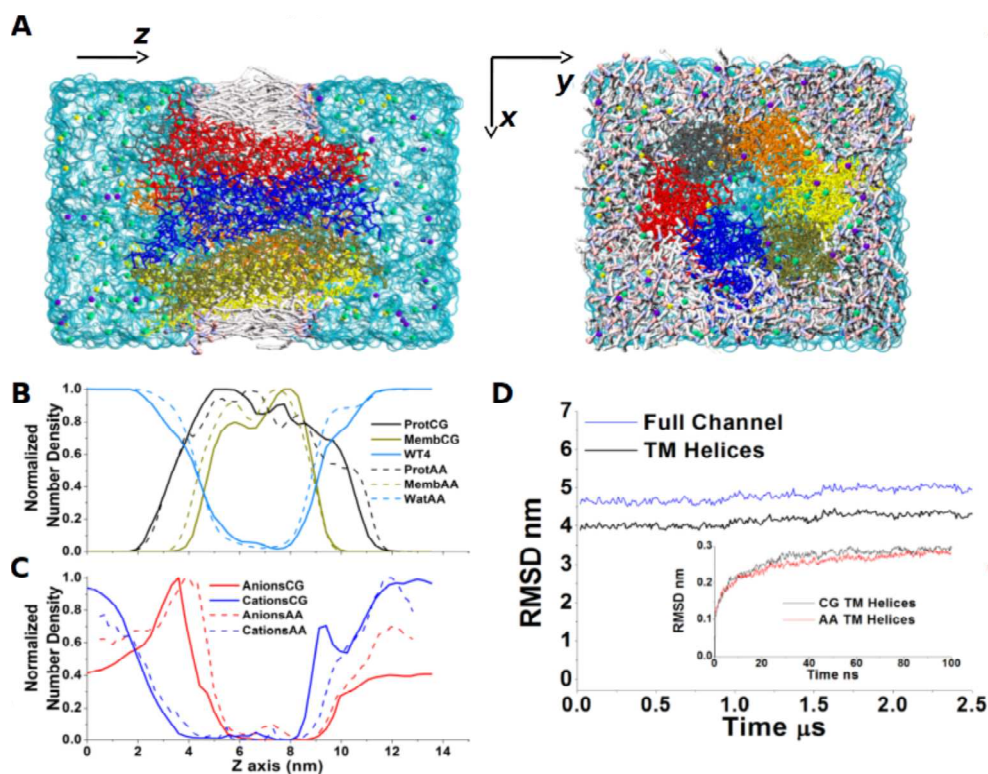 A
z
y
x
B
Normalized
Number Density
1.0
0.8
0.6
0.4
0.2
0.0
ProtCG
MembCG
WT4
ProtAA
MembAA
WatAA
C
Normalized
Number Density
1.0
0.8
0.6
0.4
0.2
0.0
AnionsCG
CationsCG
AnionsAA
CationsAA
0 2 4 6 8 10 12 14
Z axis (nm)
D
RMSD nm
7
6
5
4
3
2
1
0
Full Channel
TM Helices
RMSD nm
0.3
0.2
0.1
0
CG TM Helices
AA TM Helices
0 20 40 60 80 100
Time ns
0.0 0.5 1.0 1.5 2.0 2.5
Time μs